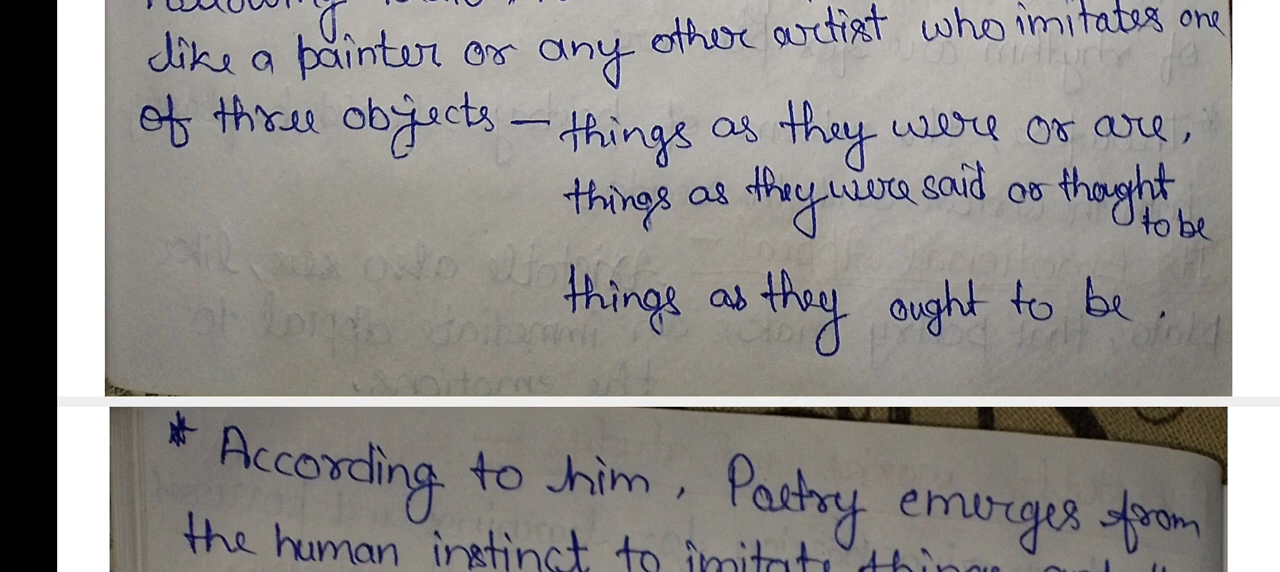 like a painter or any other artist who imitates one
of three objects — things as they were or are,
things as they were said or thought
to be
things as they ought to be.
* According to him, Poetry emerges from
the human instinct to imitate things